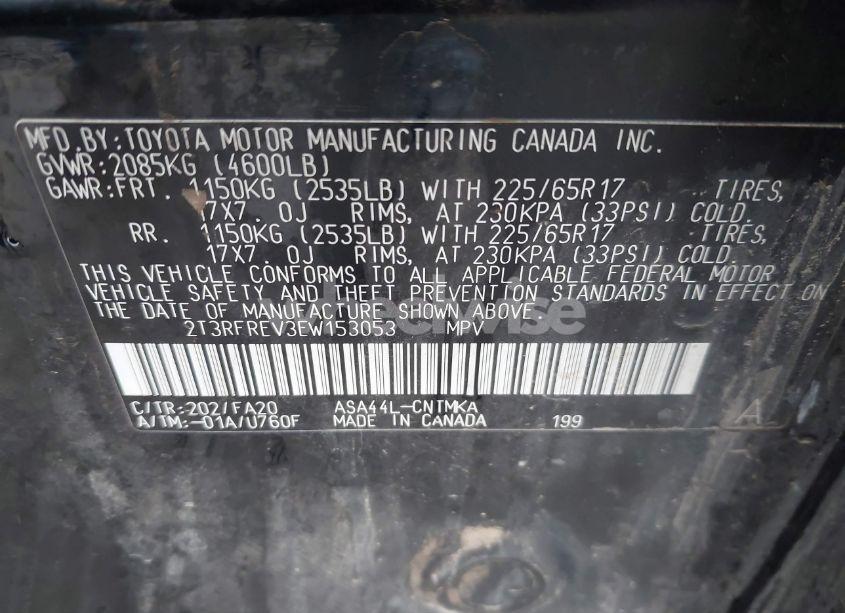 MFD.BY:TOYOTA MOTOR MANUFACTURING CANADA INC.
GVWR:2085KG (4600LB)
GAWR:FRT. 1150KG (2535LB) WITH 225/65R17 TIRES,
17X7.0J RIMS, AT 230KPA (33PSI) COLD.
RR. 1150KG (2535LB) WITH 225/65R17 TIRES,
17X7.0J RIMS, AT 230KPA (33PSI) COLD.
THIS VEHICLE CONFORMS TO ALL APPLICABLE FEDERAL MOTOR
VEHICLE SAFETY AND THEFT PREVENTION STANDARDS IN EFFECT ON
THE DATE OF MANUFACTURE SHOWN ABOVE.
2T3RFREV3EW153053 MPV
C/TR:202/FA20 ASA44L-CNTMKA
A/TM:-01A/U760F MADE IN CANADA 199
A